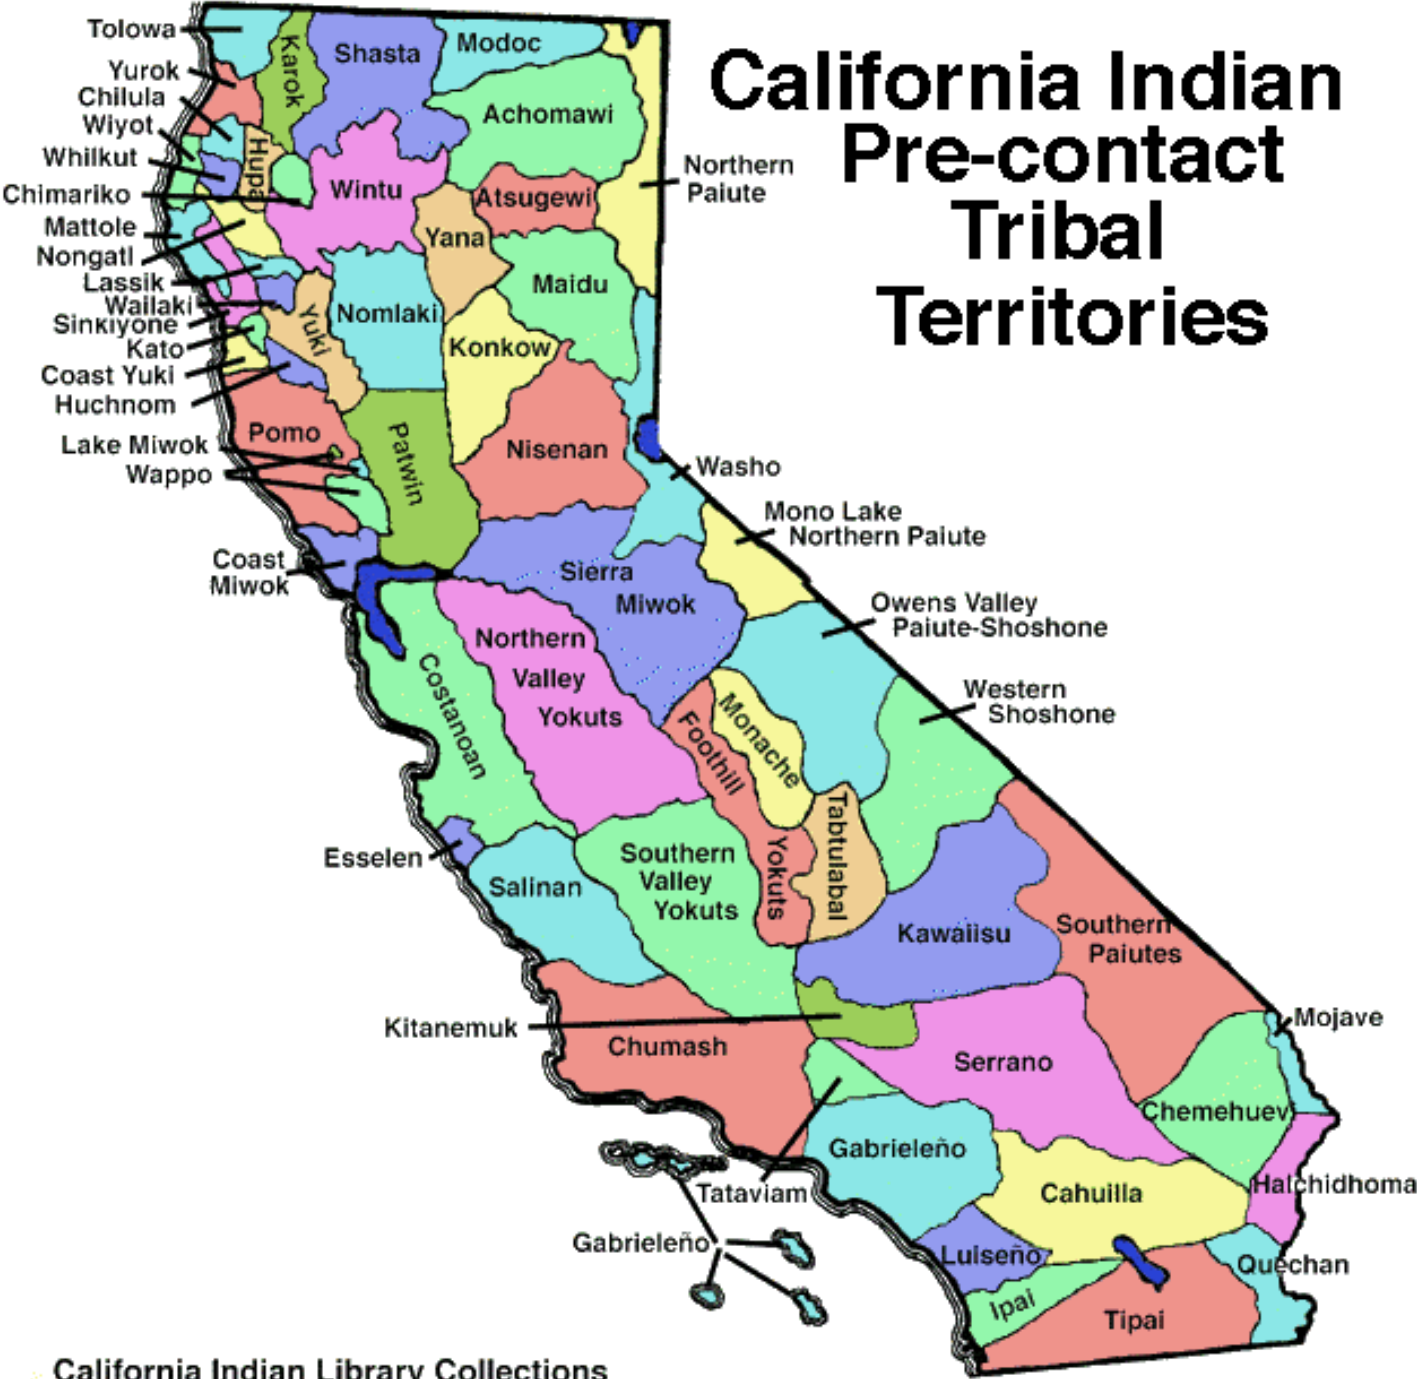 California Indian
Pre-contact
Tribal
Territories
Tolowa
Yurok
Chilula
Wiyot
Whilkut
Chimariko
Mattole
Nongatl
Lassik
Wailaki
Sinkiyone
Kato
Coast Yuki
Huchnom
Lake Miwok
Wappo
Coast
Miwok
Karok
Shasta
Modoc
Achomawi
Hupa
Wintu
Atsugewi
Northern
Paiute
Yana
Maidu
Yuki
Nomlaki
Konkow
Pomo
Patwin
Nisenan
Washo
Mono Lake
Northern Paiute
Sierra
Miwok
Owens Valley
Paiute-Shoshone
Northern
Valley
Yokuts
Costanoan
Western
Shoshone
Monache
Foothill
Yokuts
Tabtulabal
Esselen
Salinan
Southern
Valley
Yokuts
Kawaiisu
Southern
Paiutes
Kitanemuk
Chumash
Serrano
Mojave
Chemehuevi
Gabrieleño
Tataviam
Cahuilla
Halchidhoma
Gabrieleño
Luiseño
Quechan
Ipai
Tipai
California Indian Library Collections